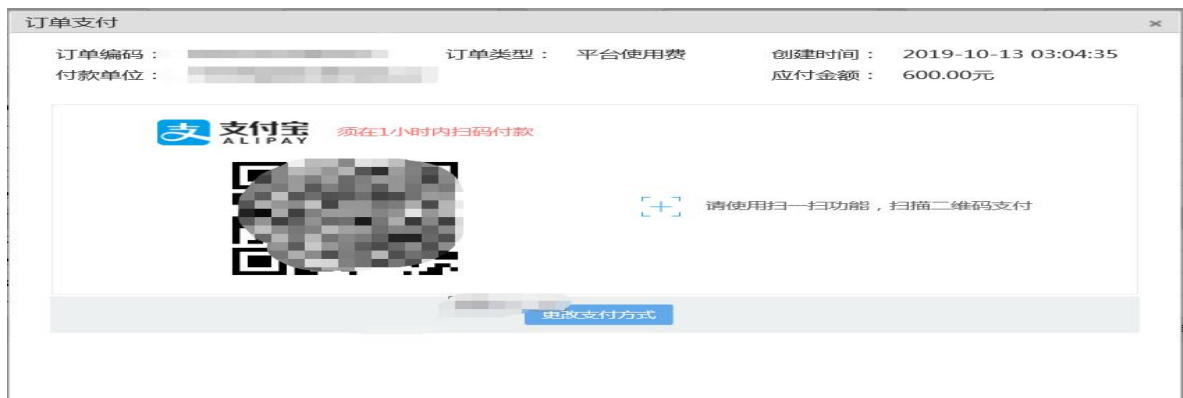 订单支付
订单编码： 订单类型： 平台使用费 创建时间： 2019-10-13 03:04:35
付款单位： 应付金额： 600.00元
支 支付宝 须在1小时内扫码付款
ALIPAY
请使用扫一扫功能，扫描二维码支付
更改支付方式